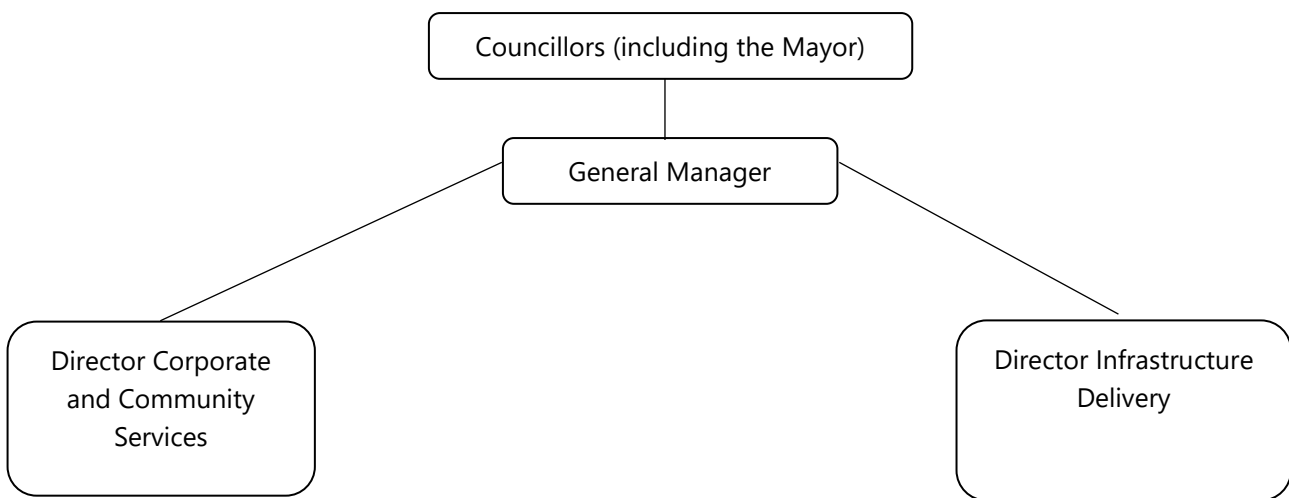 Councillors (including the Mayor)
General Manager
Director Corporate
and Community
Services
Director Infrastructure
Delivery